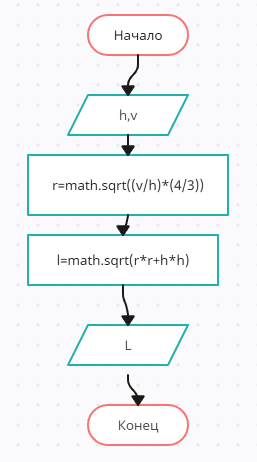 Начало
h,v
r=math.sqrt((v/h)*(4/3))
l=math.sqrt(r*r+h*h)
L
Конец